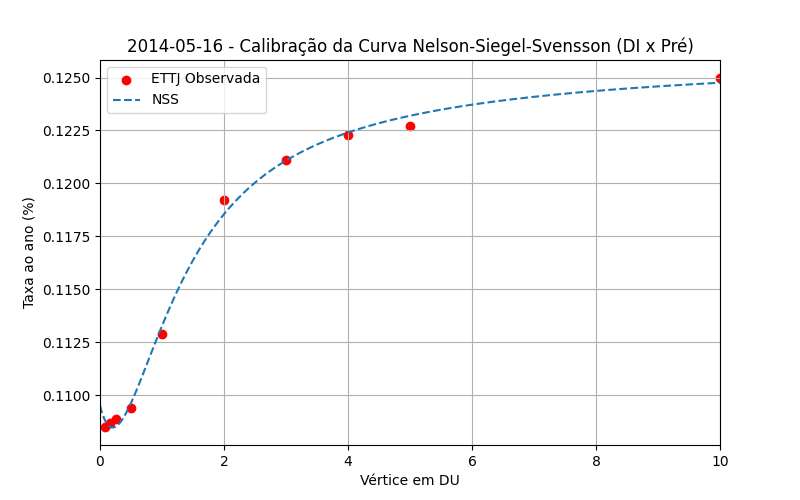 2014-05-16 - Calibração da Curva Nelson-Siegel-Svensson (DI x Pré)
ETTJ Observada
NSS
Taxa ao ano (%)
0.1250
0.1225
0.1200
0.1175
0.1150
0.1125
0.1100
0 2 4 6 8 10
Vértice em DU